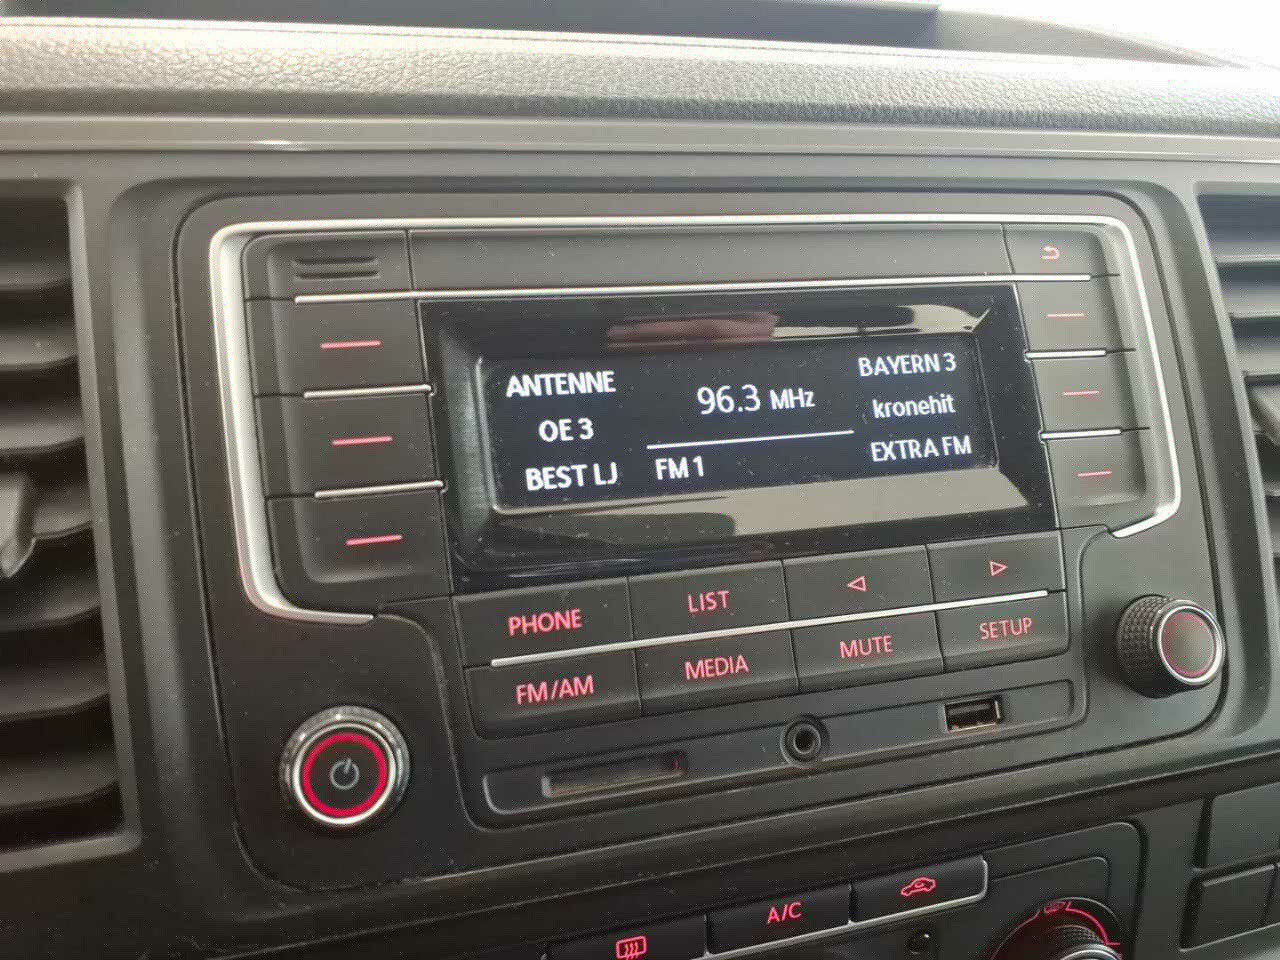 ANTENNE
OE 3
BEST LJ
96.3 MHz
FM 1
BAYERN 3
kronehit
EXTRA FM
PHONE
LIST
FM/AM
MEDIA
MUTE
SETUP
A/C